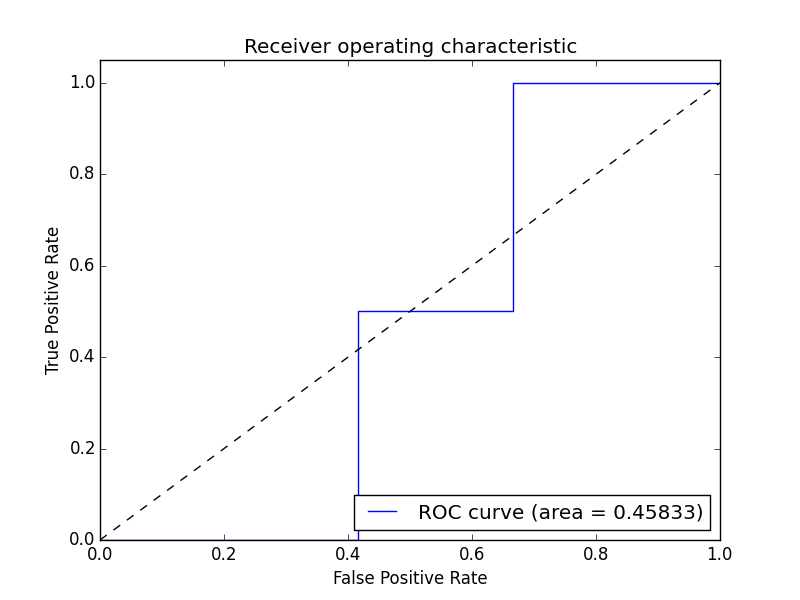 Receiver operating characteristic
True Positive Rate
1.0
0.8
0.6
0.4
0.2
0.0
ROC curve (area = 0.45833)
0.0 0.2 0.4 0.6 0.8 1.0
False Positive Rate